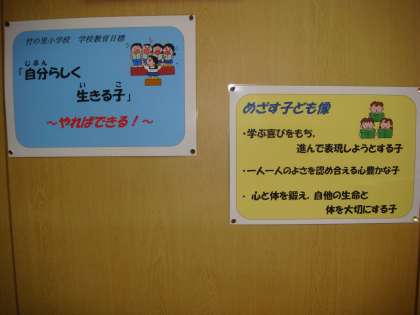 竹の里小学校 学校教育目標
じぶん
『自分らしく
い こ
生きる子』
～やればできる！～
めざす子ども像
・学ぶ喜びをもち、
進んで表現しようとする子
・一人一人のよさを認め合える心豊かな子
・ 心と体を鍛え、自他の生命と
体を大切にする子